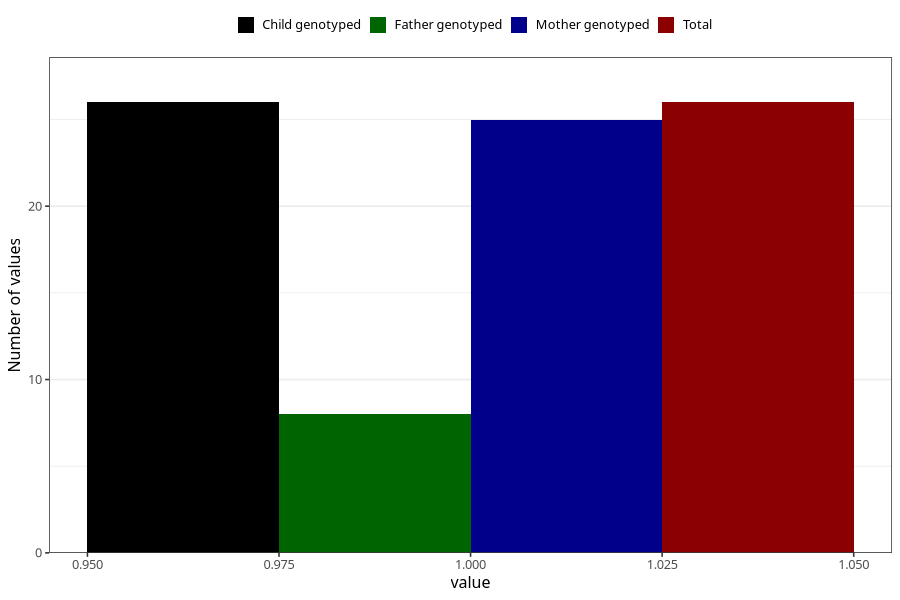 Child genotyped Father genotyped Mother genotyped Total
Number of values
20
10
0
0.950 0.975 1.000 1.025 1.050
value